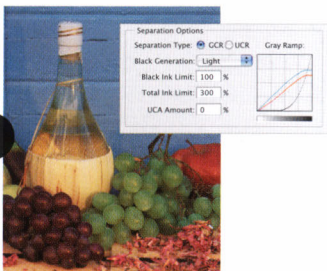 Separation Options
Separation Type: GCR UCR Gray Ramp:
Black Generation: Light
Black Ink Limit: 100 %
Total Ink Limit: 300 %
UCA Amount: 0 %